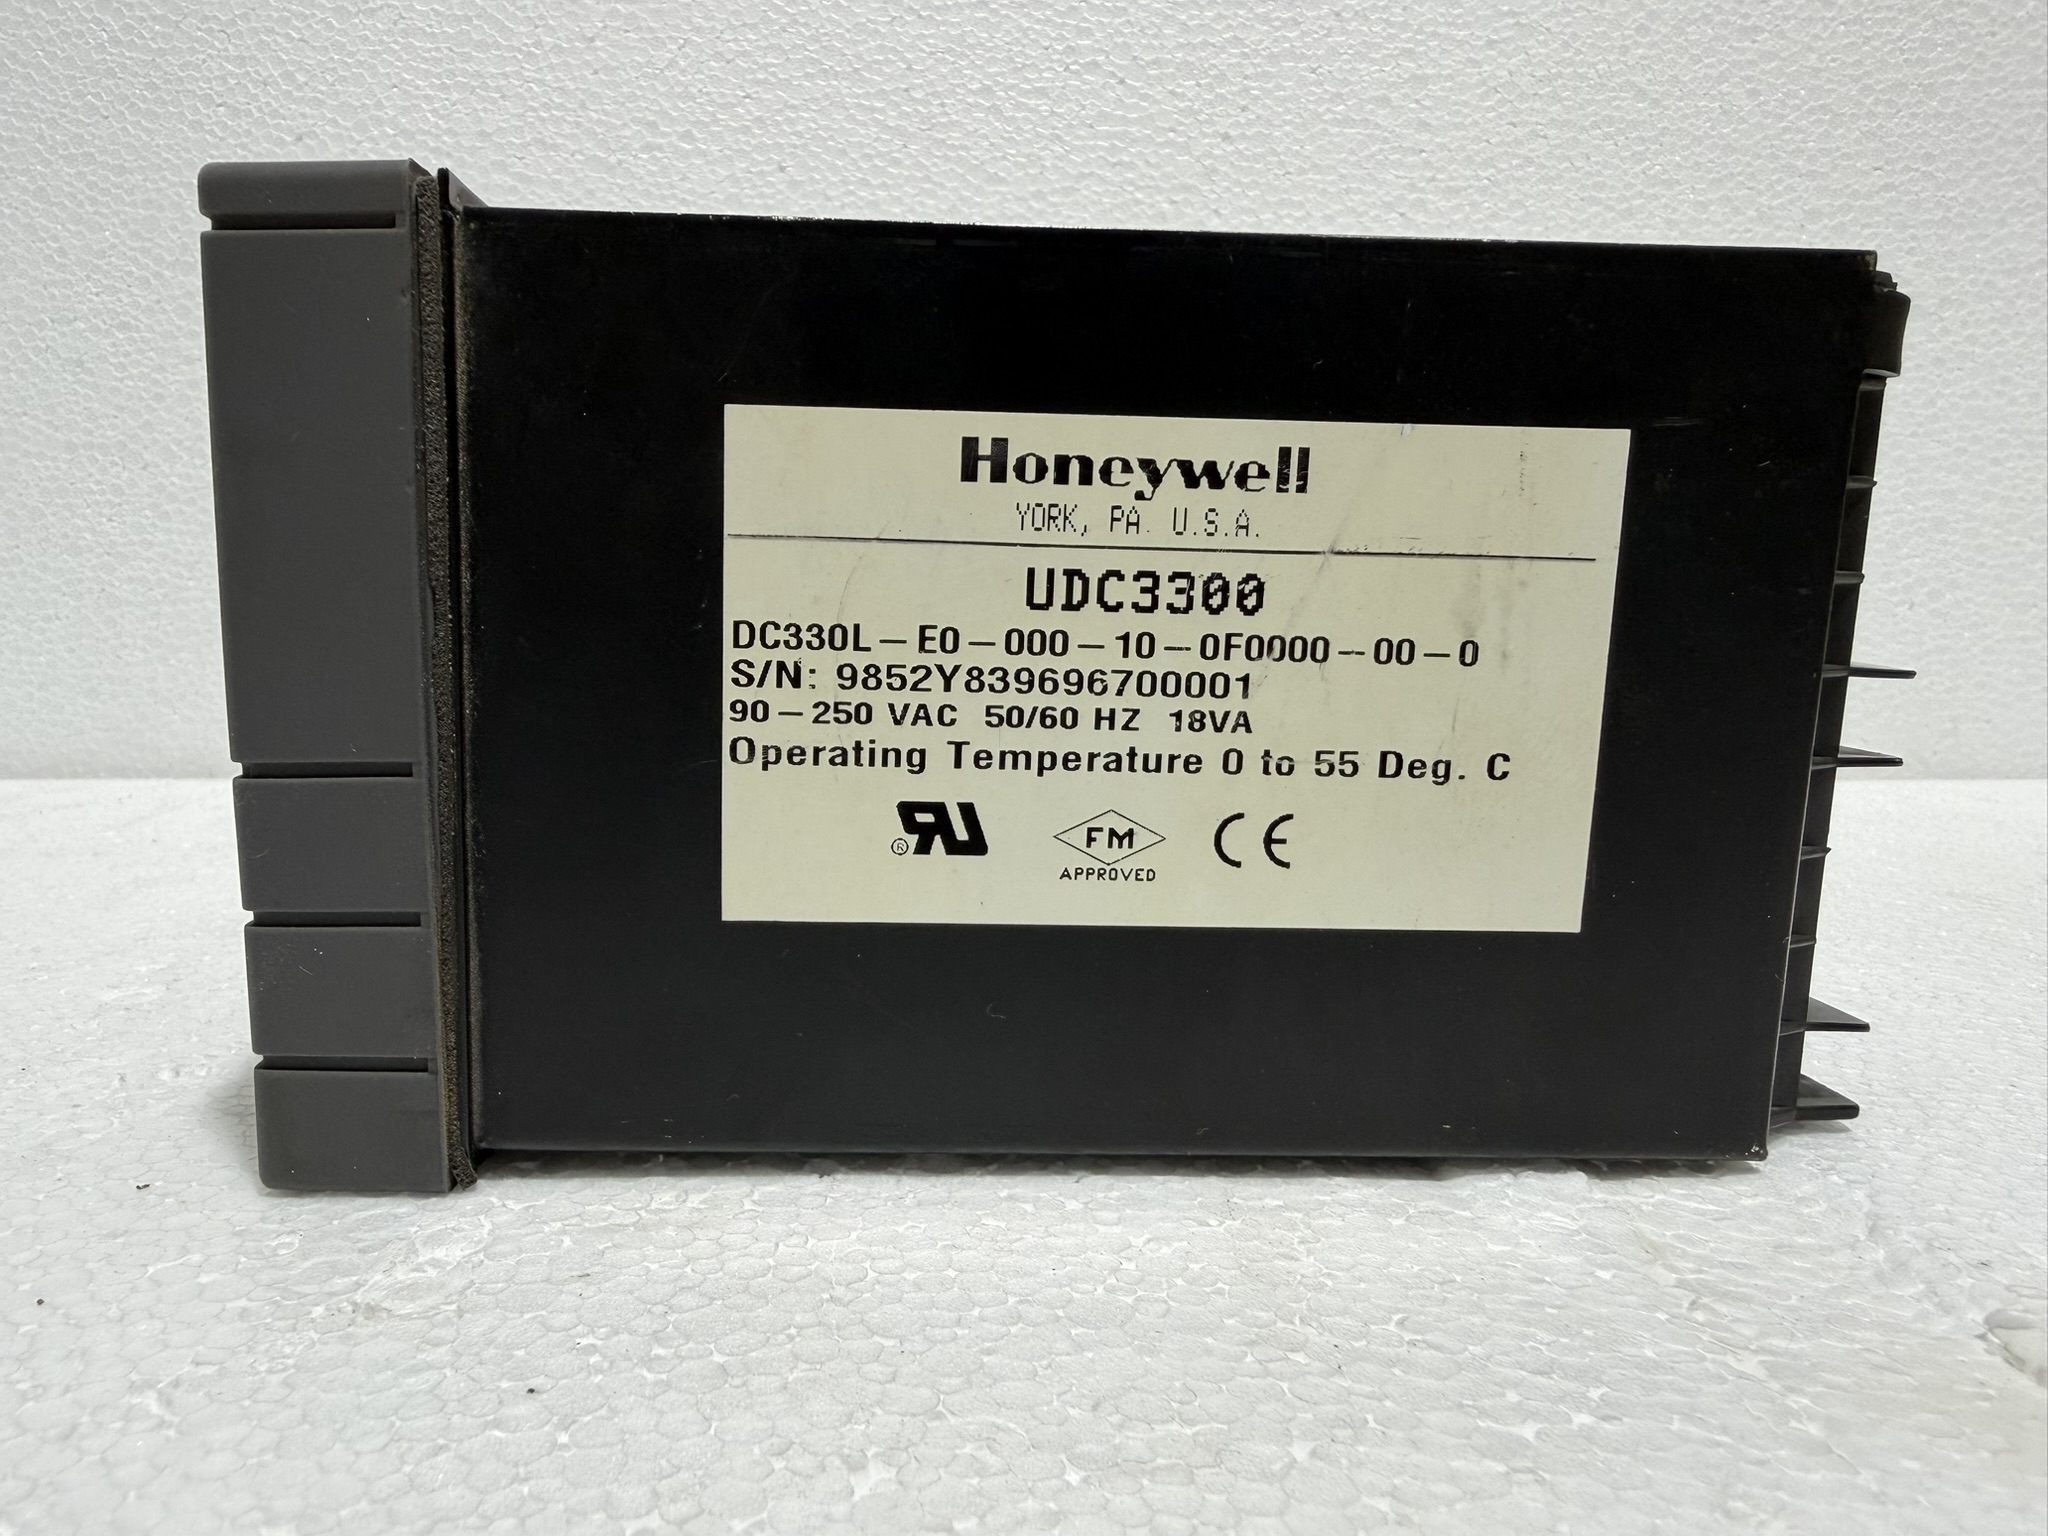 Honeywell
YORK, PA. U.S.A.
UDC3300
DC330L-E0-000-10-0F0000-00-0
S/N: 9852Y839696700001
90-250 VAC 50/60 HZ 18VA
Operating Temperature 0 to 55 Deg. C
® RU
FM
APPROVED
CE